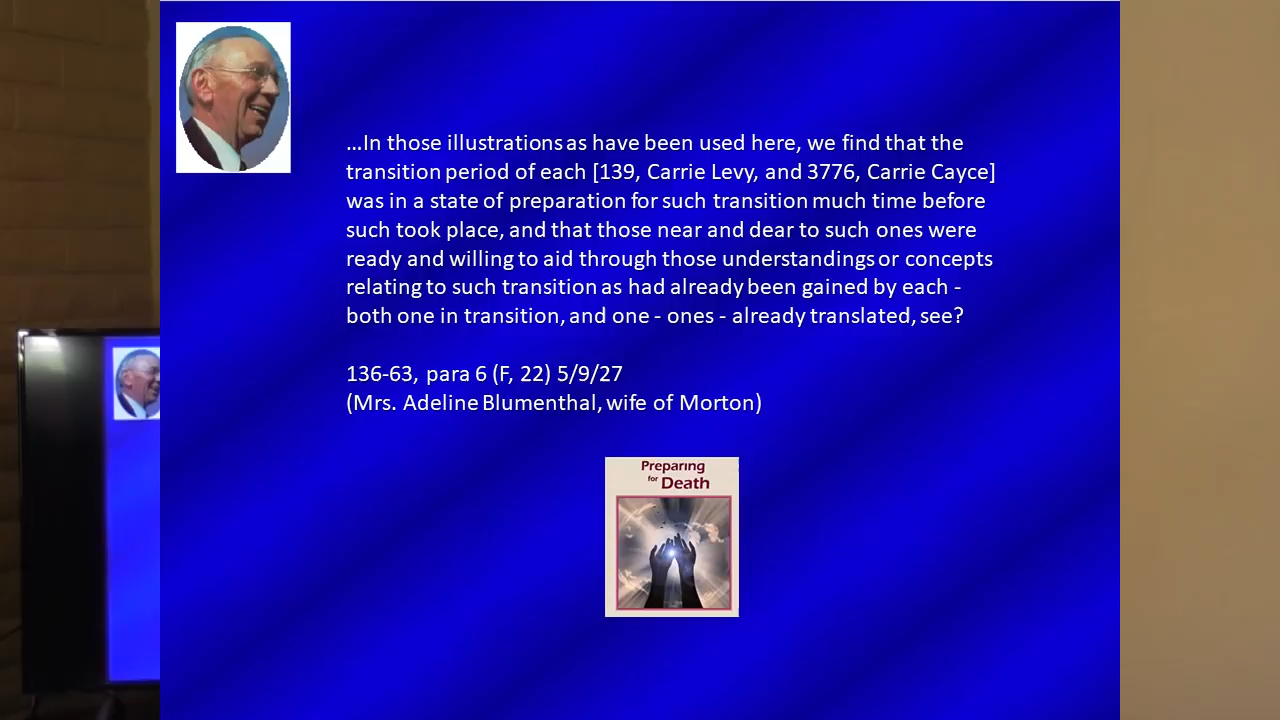 …In those illustrations as have been used here, we find that the
transition period of each [139, Carrie Levy, and 3776, Carrie Cayce]
was in a state of preparation for such transition much time before
such took place, and that those near and dear to such ones were
ready and willing to aid through those understandings or concepts
relating to such transition as had already been gained by each -
both one in transition, and one - ones - already translated, see?
136-63, para 6 (F, 22) 5/9/27
(Mrs. Adeline Blumenthal, wife of Morton)
Preparing
for Death